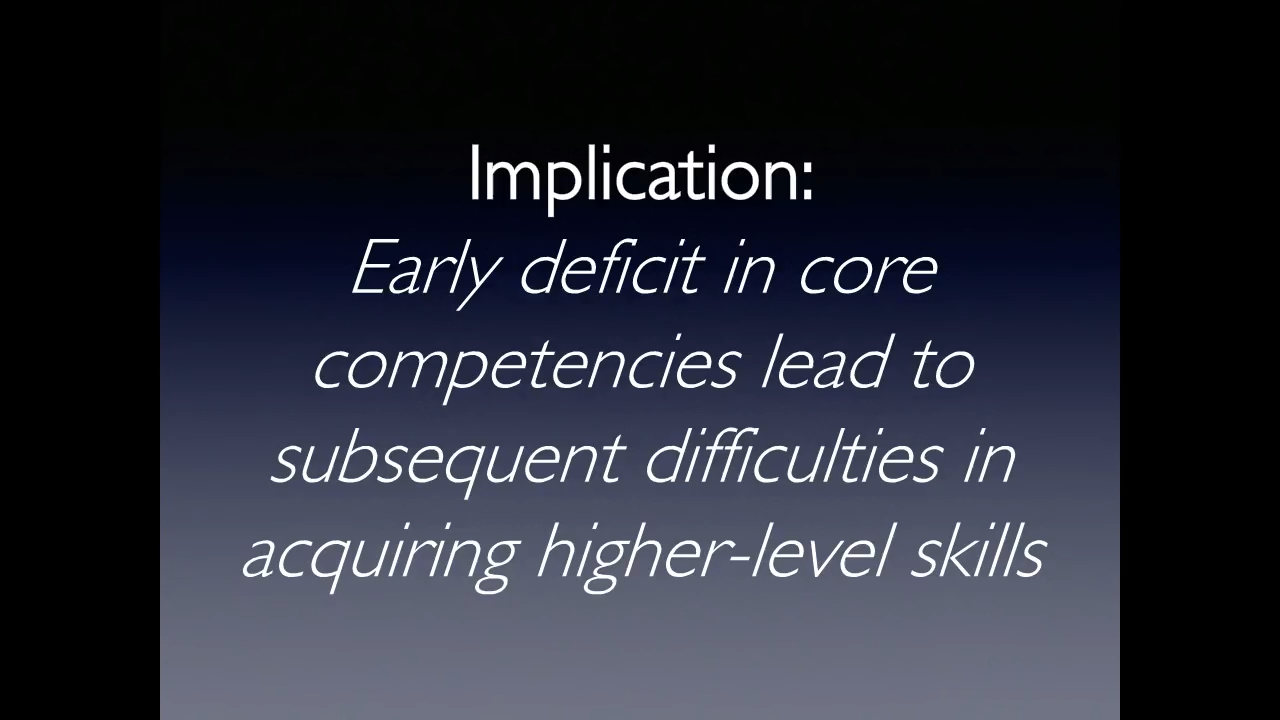 Implication:
Early deficit in core
competencies lead to
subsequent difficulties in
acquiring higher-level skills